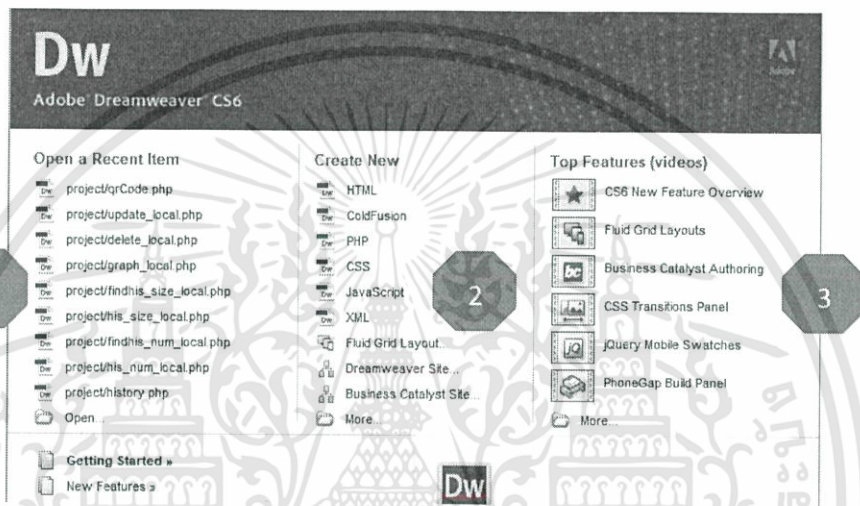 Dw
Adobe
Adobe Dreamweaver CS6
Open a Recent Item
project/qrCode.php
project/update_local.php
project/delete_local.php
project/graph_local.php
project/findhis_size_local.php
project/his_size_local.php
project/findhis_num_local.php
project/his_num_local.php
project/history.php
Open...
Create New
HTML
ColdFusion
PHP
CSS
JavaScript
XML
Fluid Grid Layout...
Dreamweaver Site...
Business Catalyst Site...
More...
2
Top Features (videos)
CS6 New Feature Overview
Fluid Grid Layouts
bc
Business Catalyst Authoring
CSS Transitions Panel
jQ
jQuery Mobile Swatches
PhoneGap Build Panel
More...
3
Getting Started »
New Features »
Dw